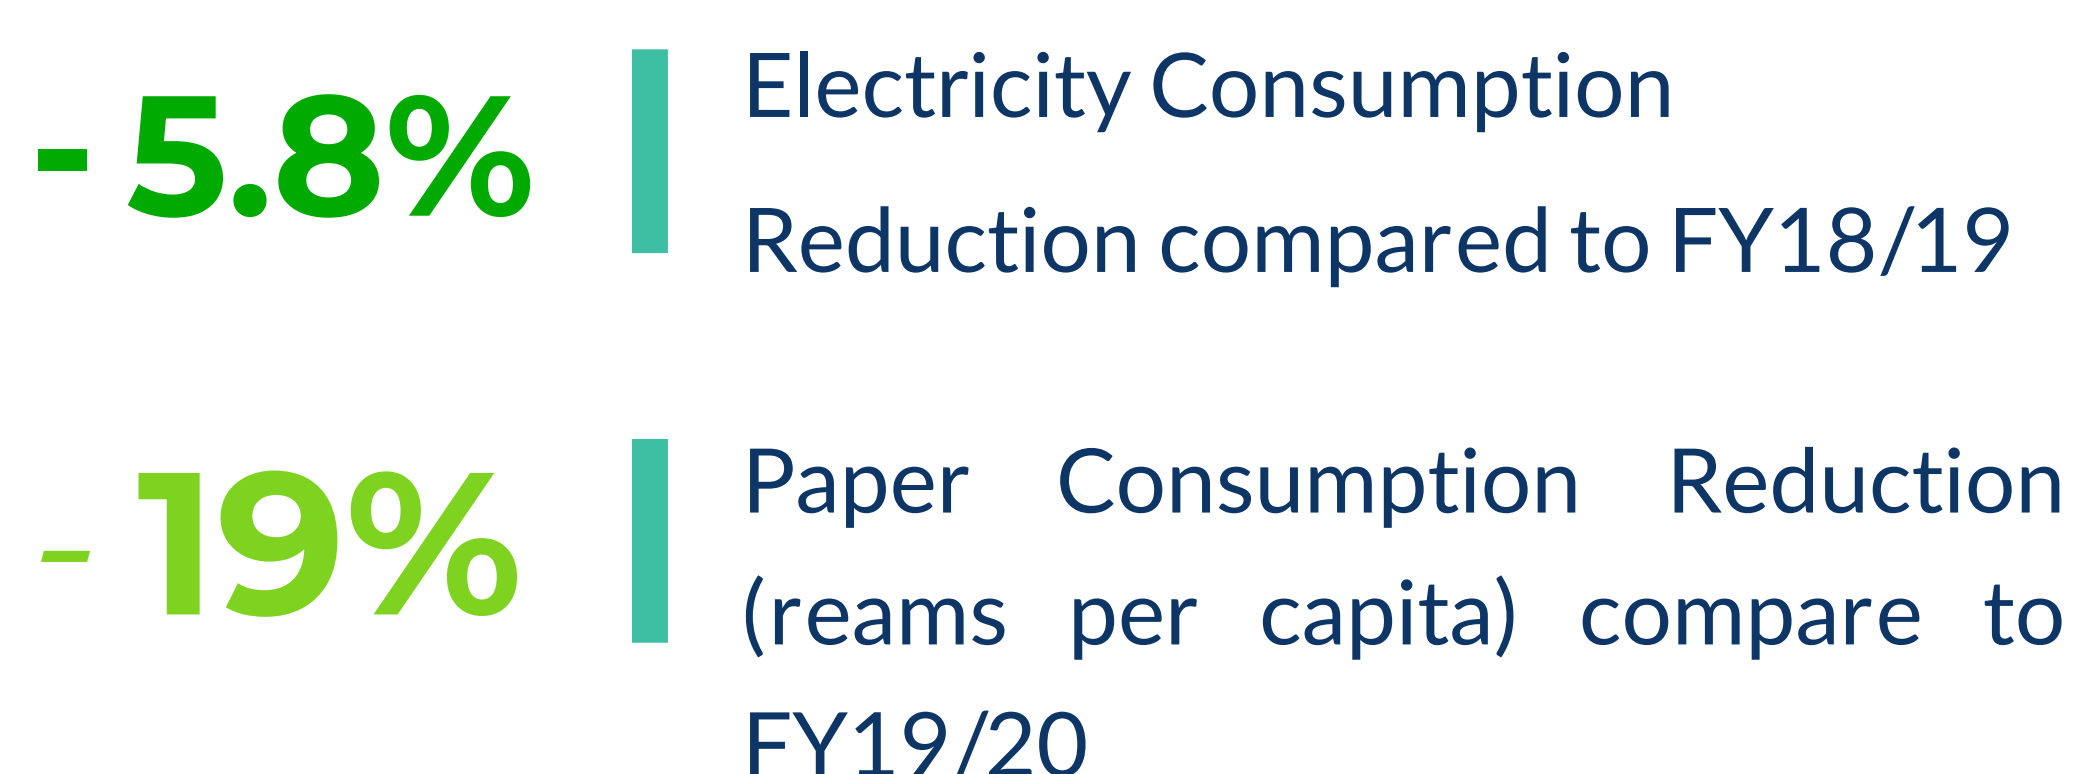 - 5.8%
Electricity Consumption
Reduction compared to FY18/19
- 19%
Paper Consumption Reduction
(reams per capita) compare to
FY19/20